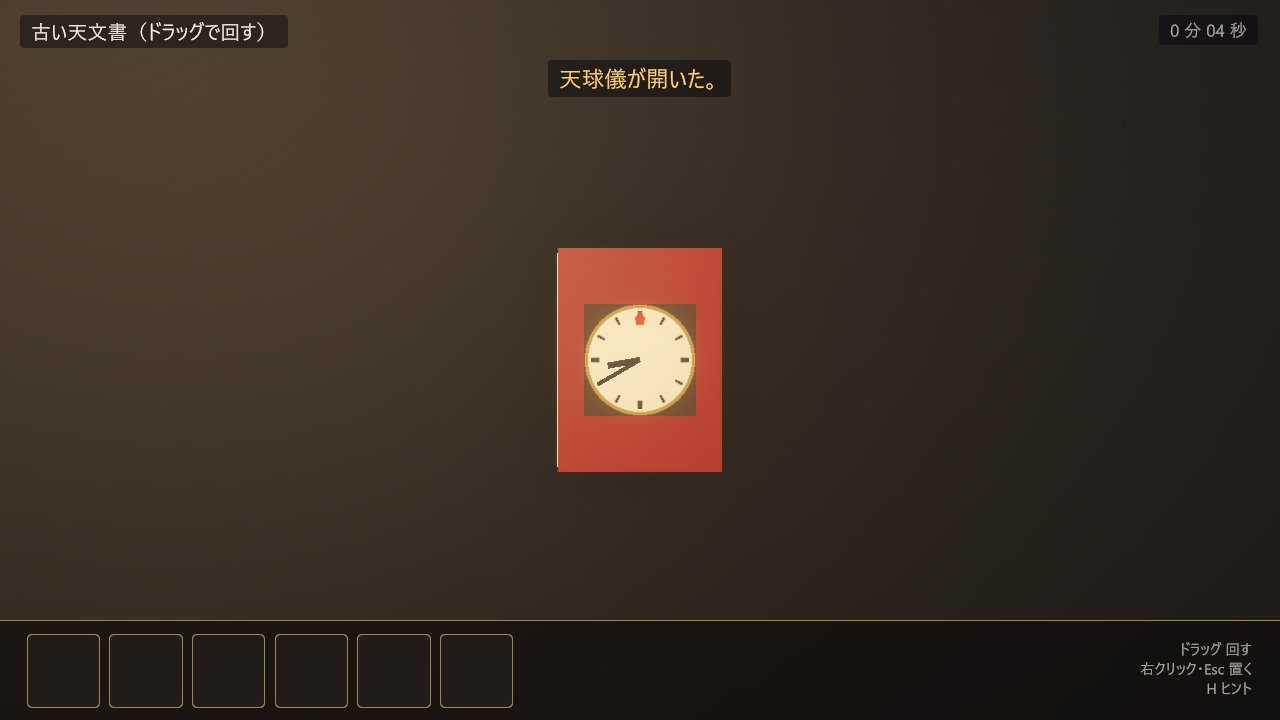 古い天文書（ドラッグで回す）
0 分 04 秒
天球儀が開いた。
ドラッグ 回す
右クリック・Esc 置く
H ヒント